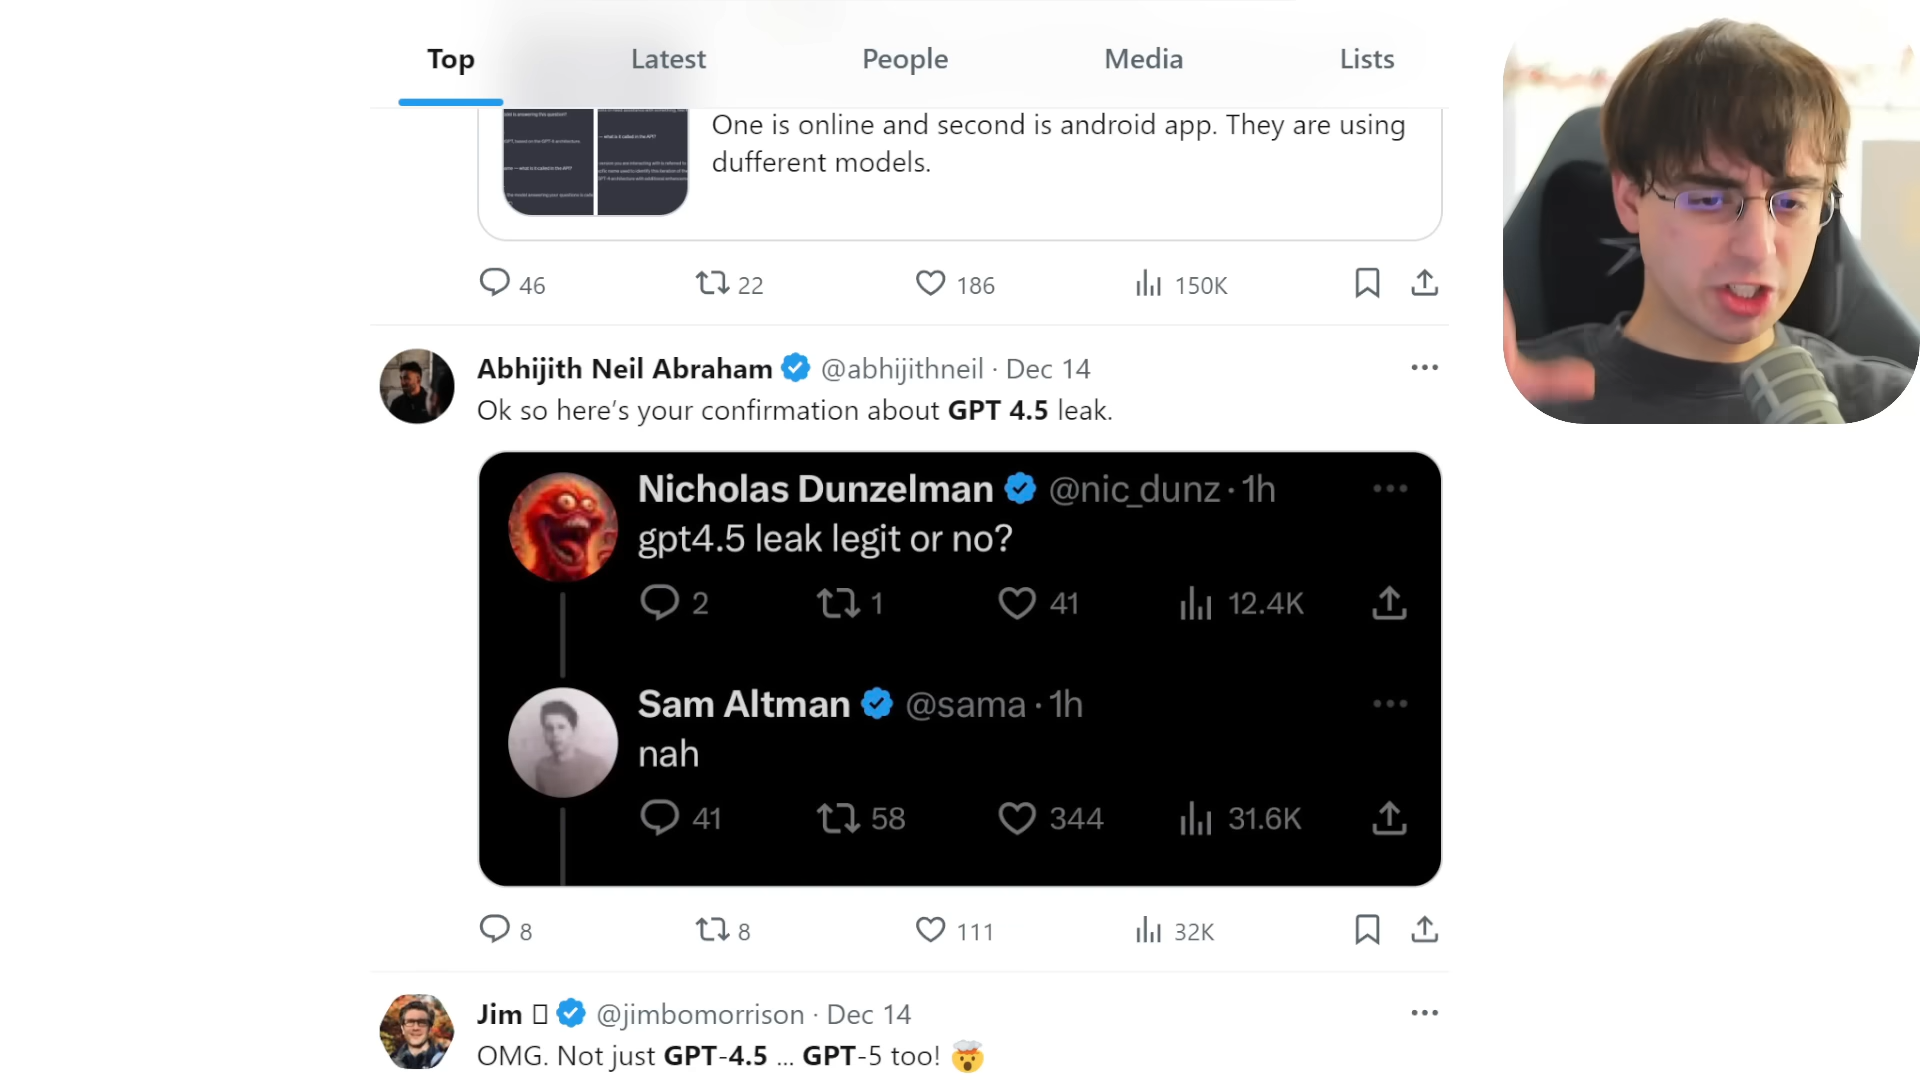 Top Latest People Media Lists
One is online and second is android app. They are using
dufferent models.
46 22 186 150K
Abhijith Neil Abraham @abhijithneil · Dec 14
Ok so here's your confirmation about GPT 4.5 leak.
Nicholas Dunzelman @nic_dunz · 1h
gpt4.5 leak legit or no?
2 1 41 12.4K
Sam Altman @sama · 1h
nah
41 58 344 31.6K
8 8 111 32K
Jim @jimbomorrison · Dec 14
OMG. Not just GPT-4.5 ... GPT-5 too! 🤯